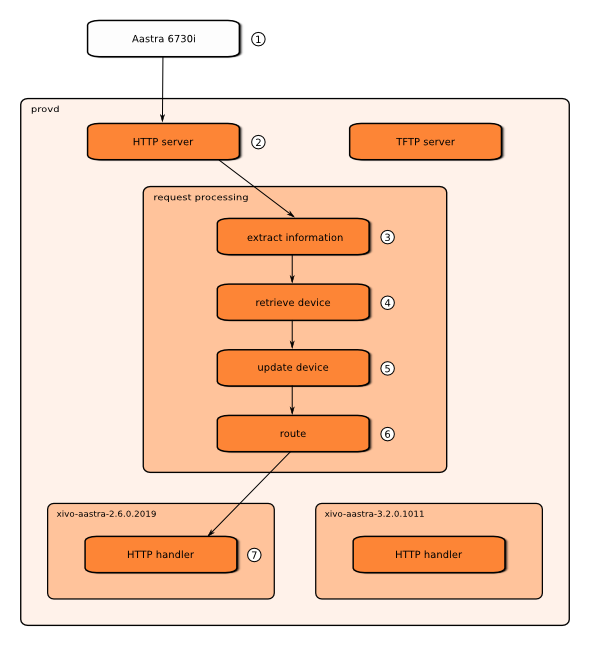 Aastra 6730i
1
provd
HTTP server
2
TFTP server
request processing
extract information
3
retrieve device
4
update device
5
route
6
xivo-aastra-2.6.0.2019
HTTP handler
7
xivo-aastra-3.2.0.1011
HTTP handler